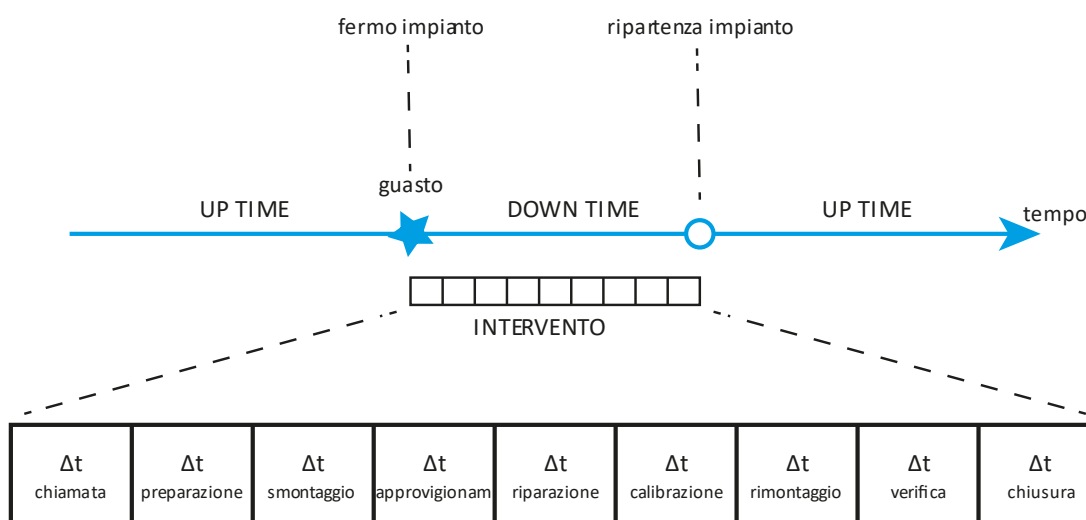 fermo impianto
ripartenza impianto
guasto
UP TIME
DOWN TIME
UP TIME
tempo
INTERVENTO
Δt
chiamata
Δt
preparazione
Δt
smontaggio
Δt
approvigionam
Δt
riparazione
Δt
calibrazione
Δt
rimontaggio
Δt
verifica
Δt
chiusura